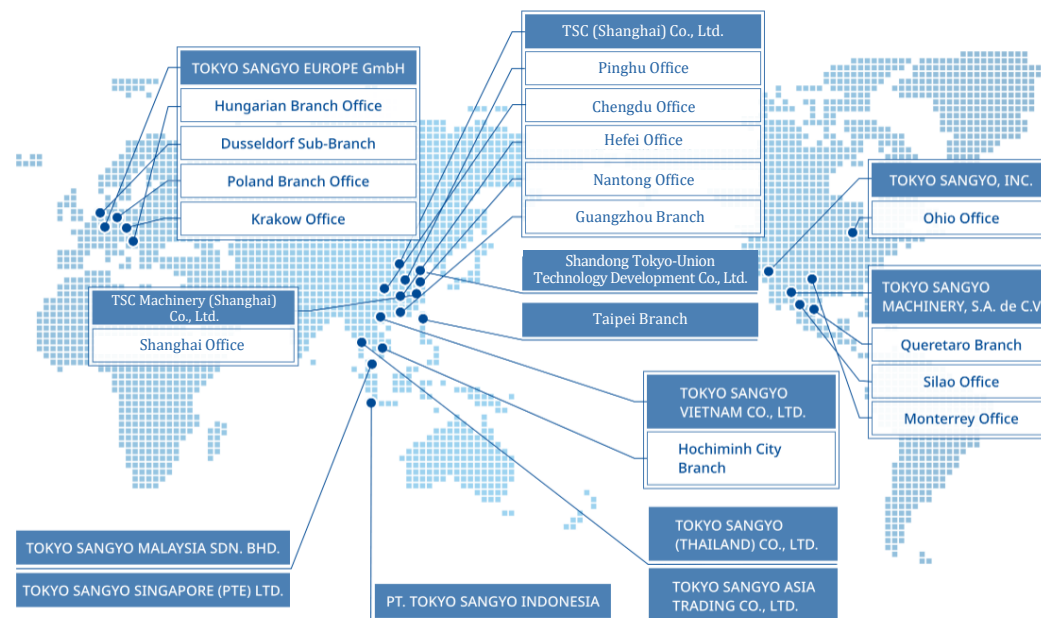 TOKYO SANGYO EUROPE GmbH
Hungarian Branch Office
Dusseldorf Sub-Branch
Poland Branch Office
Krakow Office
TSC (Shanghai) Co., Ltd.
Pinghu Office
Chengdu Office
Hefei Office
Nantong Office
Guangzhou Branch
Shandong Tokyo-Union
Technology Development Co., Ltd.
Taipei Branch
TSC Machinery (Shanghai)
Co., Ltd.
Shanghai Office
TOKYO SANGYO, INC.
Ohio Office
TOKYO SANGYO
MACHINERY, S.A. de C.V
Queretaro Branch
Silao Office
Monterrey Office
TOKYO SANGYO
VIETNAM CO., LTD.
Hochiminh City
Branch
TOKYO SANGYO
(THAILAND) CO., LTD.
TOKYO SANGYO ASIA
TRADING CO., LTD.
TOKYO SANGYO MALAYSIA SDN. BHD.
TOKYO SANGYO SINGAPORE (PTE) LTD.
PT. TOKYO SANGYO INDONESIA